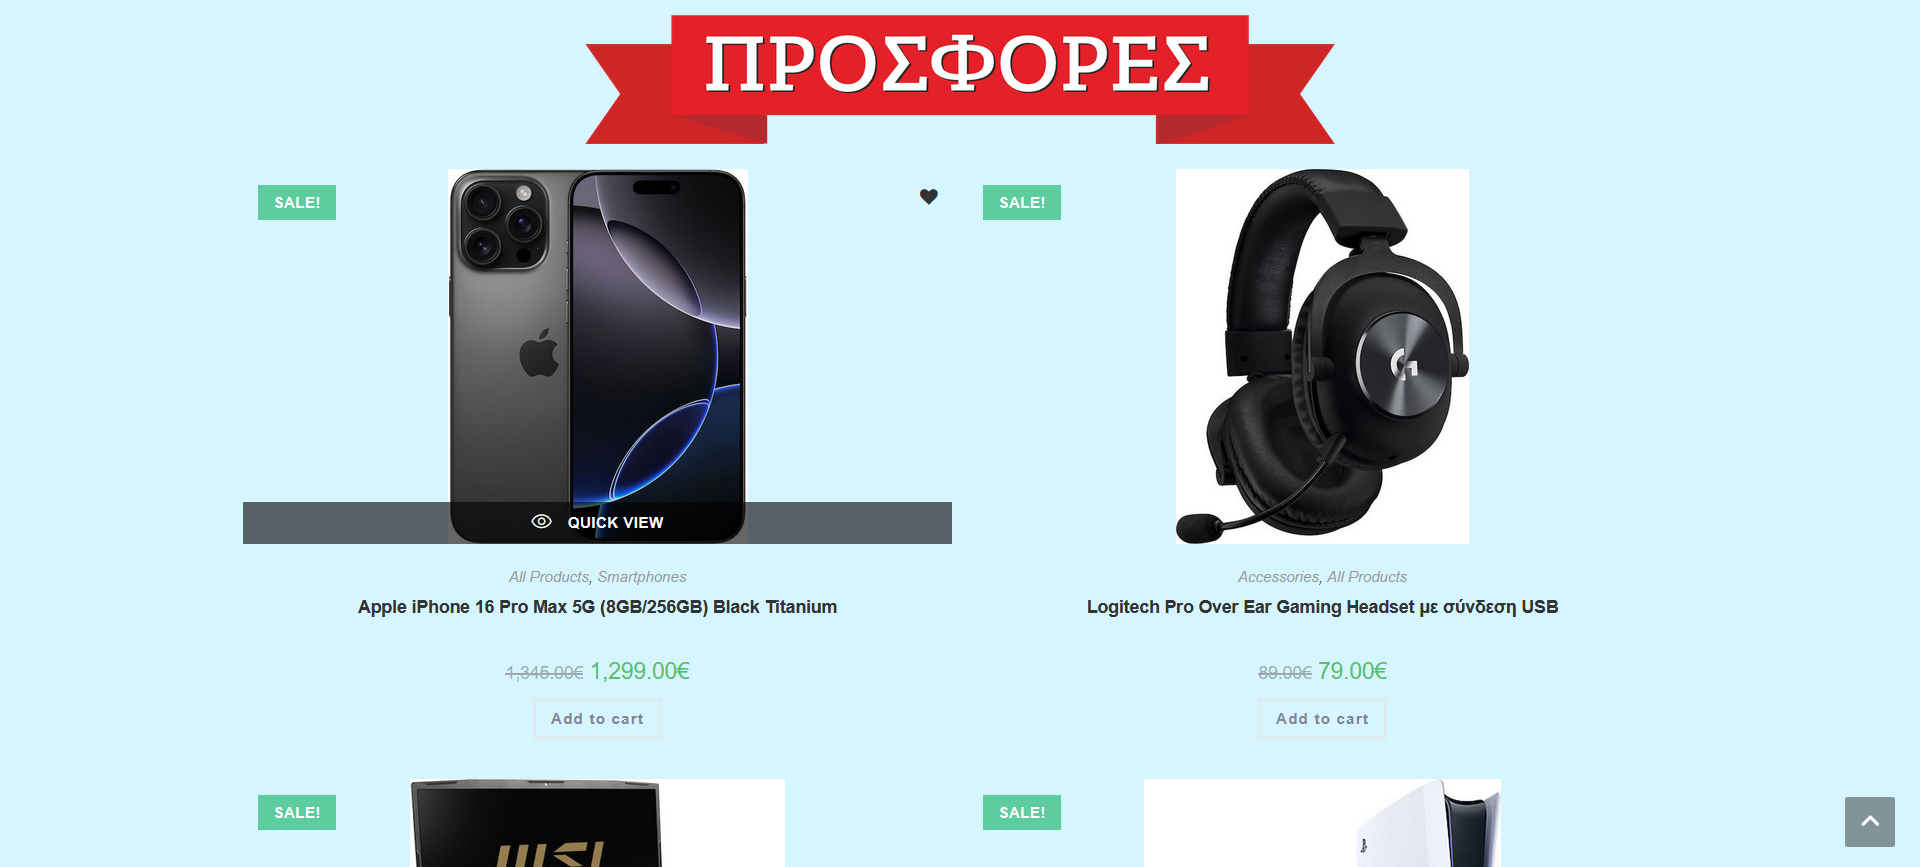 ΠΡΟΣΦΟΡΕΣ
SALE!
SALE!
QUICK VIEW
All Products, Smartphones
Apple iPhone 16 Pro Max 5G (8GB/256GB) Black Titanium
1,345.00€ 1,299.00€
Add to cart
Accessories, All Products
Logitech Pro Over Ear Gaming Headset με σύνδεση USB
89.00€ 79.00€
Add to cart
SALE!
msi
SALE!